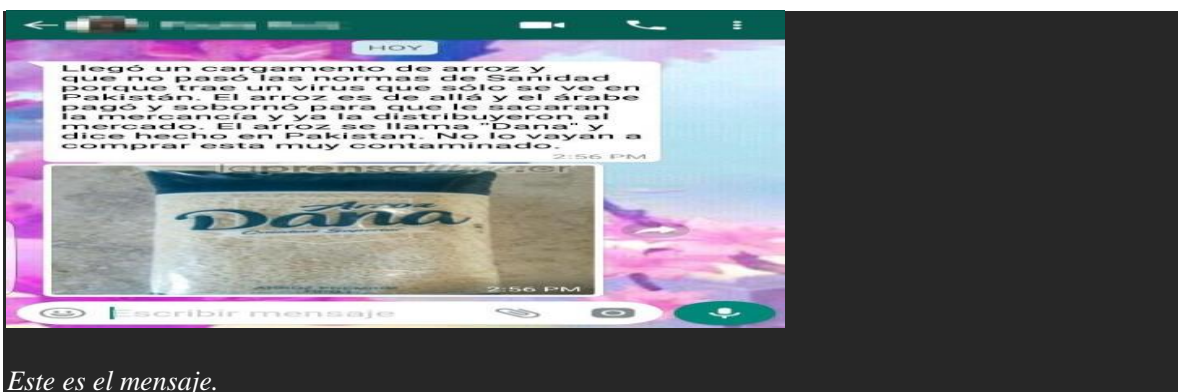 HOY
Llegó un cargamento de arroz y
que no pasó las normas de Sanidad
porque trae un virus que sólo se ve en
Pakistán. El arroz es de allá y el árabe
pagó y sobornó para que le sacaran
la mercancía y ya la distribuyeron al
mercado. El arroz se llama "Dana" y
dice hecho en Pakistan. No lo vayan a
comprar esta muy contaminado.
2:56 PM
Arroz
Dana
2:56 PM
Escribir mensaje
Este es el mensaje.